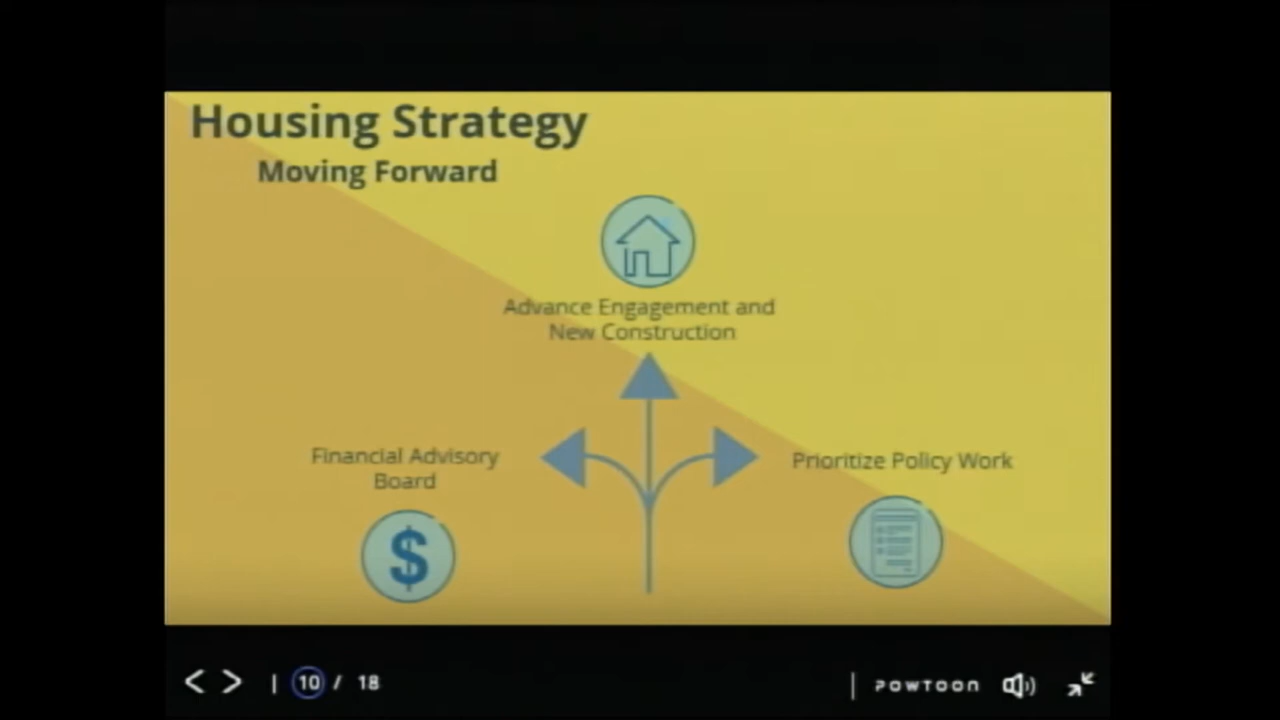 Housing Strategy
Moving Forward
Advance Engagement and
New Construction
Financial Advisory
Board
Prioritize Policy Work
$
10 / 18
POWTOON